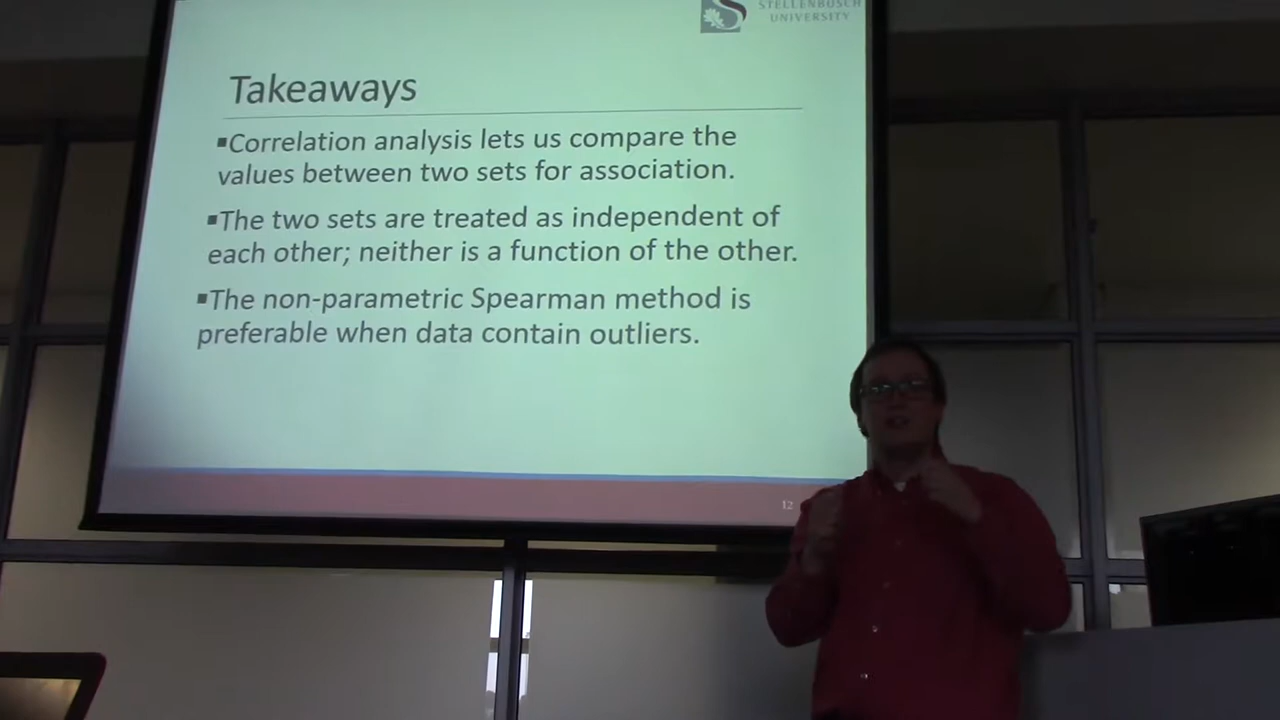 STELLENBOSCH
UNIVERSITY
Takeaways
▪Correlation analysis lets us compare the
values between two sets for association.
▪The two sets are treated as independent of
each other; neither is a function of the other.
▪The non-parametric Spearman method is
preferable when data contain outliers.
12